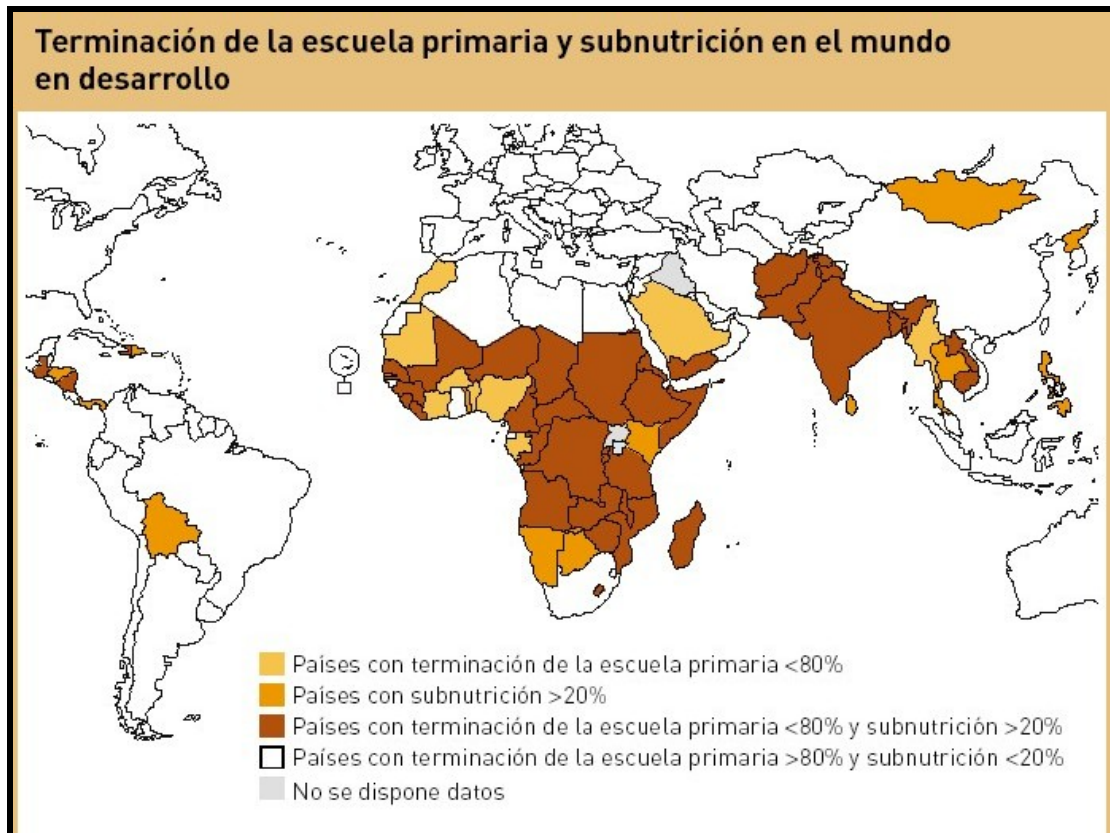 Terminación de la escuela primaria y subnutrición en el mundo
en desarrollo
Países con terminación de la escuela primaria <80%
Países con subnutrición >20%
Países con terminación de la escuela primaria <80% y subnutrición >20%
Países con terminación de la escuela primaria >80% y subnutrición <20%
No se dispone datos